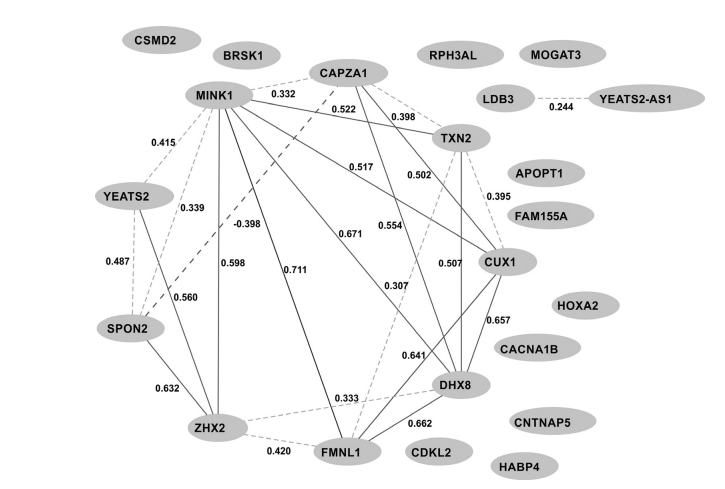 CSMD2
BRSK1
RPH3AL
MOGAT3
CAPZA1
MINK1
0.332
LDB3
YEATS2-AS1
0.244
0.522
0.398
TXN2
0.415
0.517
0.502
APOPT1
YEATS2
0.395
0.339
FAM155A
-0.398
0.554
0.671
0.487
0.598
0.711
0.507
CUX1
0.307
0.560
HOXA2
0.657
SPON2
CACNA1B
0.641
0.632
DHX8
0.333
ZHX2
0.662
CNTNAP5
0.420
FMNL1
CDKL2
HABP4